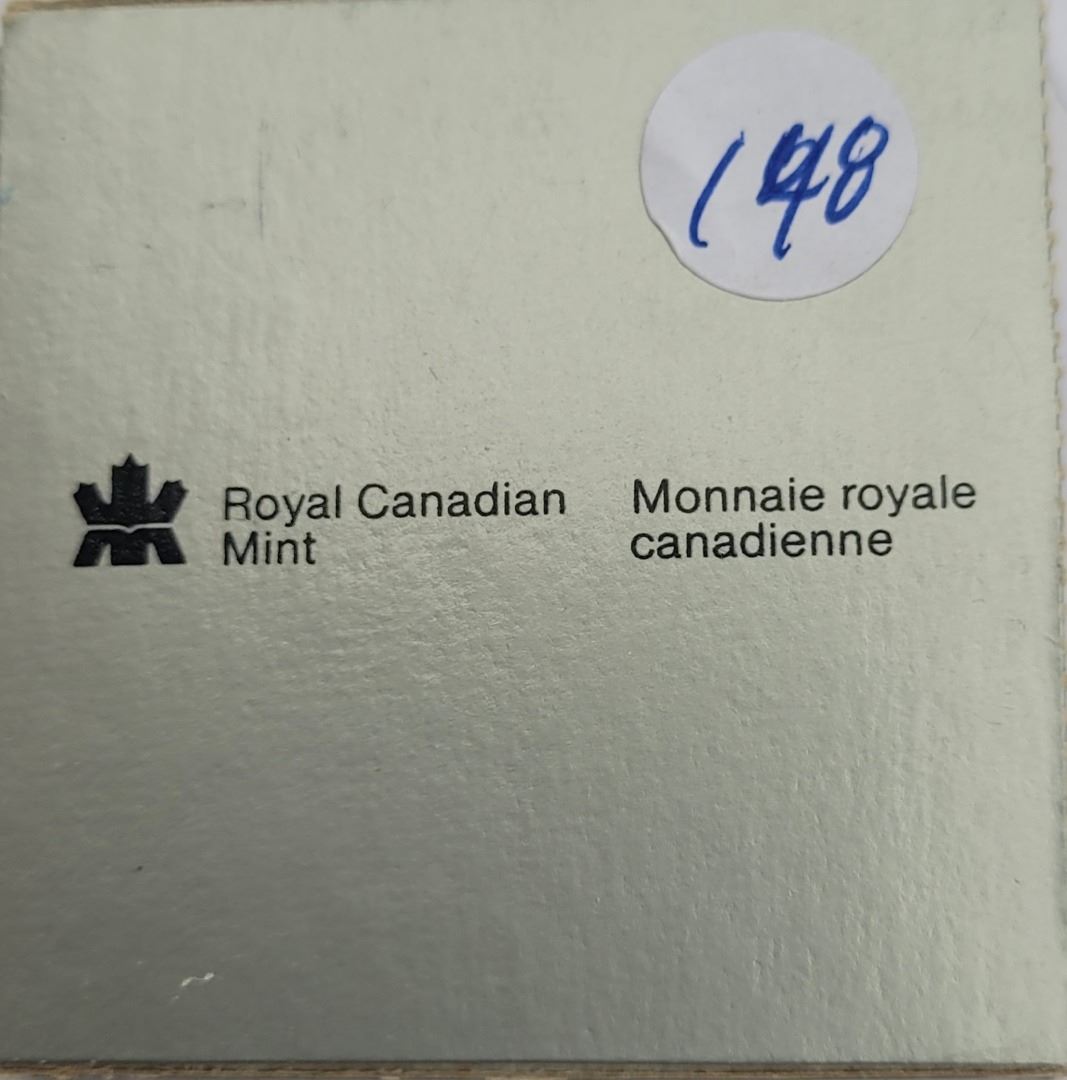 148
Royal Canadian
Mint
Monnaie royale
canadienne